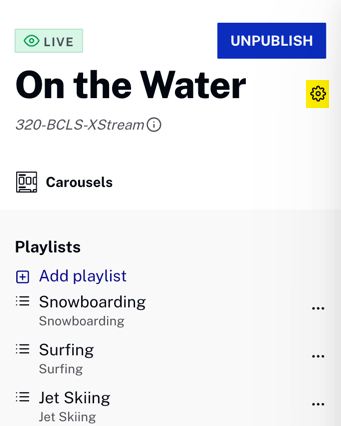 LIVE
UNPUBLISH
On the Water
320-BCLS-XStream
Carousels
Playlists
Add playlist
Snowboarding
Snowboarding
Surfing
Surfing
Jet Skiing
Jet Skiing